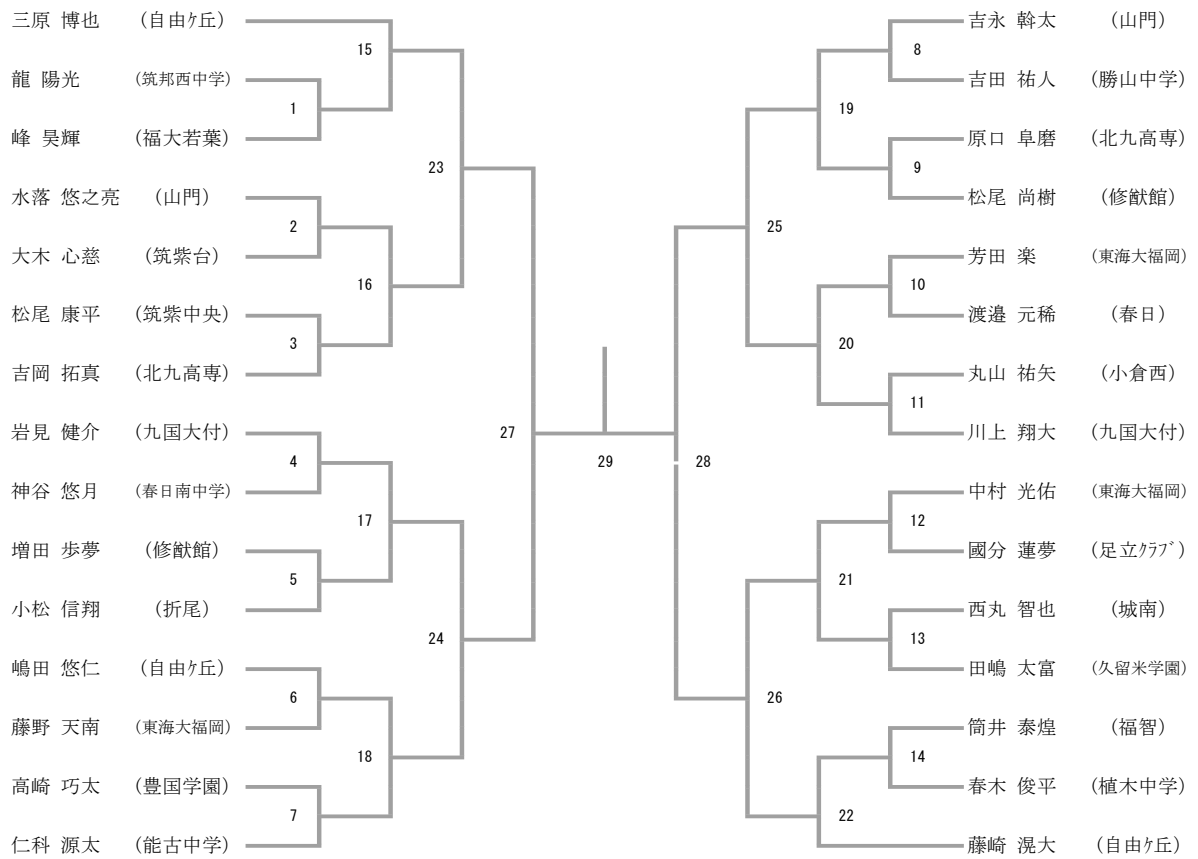 三原 博也 (自由ケ丘)
15
龍 陽光 (筑邦西中学)
1
峰 昊輝 (福大若葉)
23
水落 悠之亮 (山門)
2
大木 心慈 (筑紫台)
16
松尾 康平 (筑紫中央)
3
吉岡 拓真 (北九高専)
27
岩見 健介 (九国大付)
4
神谷 悠月 (春日南中学)
17
増田 歩夢 (修猷館)
5
小松 信翔 (折尾)
24
嶋田 悠仁 (自由ケ丘)
6
藤野 天南 (東海大福岡)
18
高崎 巧太 (豊国学園)
7
仁科 源太 (能古中学)
29
吉永 幹太 (山門)
8
吉田 祐人 (勝山中学)
19
原口 阜磨 (北九高専)
9
松尾 尚樹 (修猷館)
25
芳田 楽 (東海大福岡)
10
渡邉 元稀 (春日)
20
丸山 祐矢 (小倉西)
11
川上 翔大 (九国大付)
28
中村 光佑 (東海大福岡)
12
國分 蓮夢 (足立クラブ)
21
西丸 智也 (城南)
13
田嶋 太富 (久留米学園)
26
筒井 泰煌 (福智)
14
春木 俊平 (植木中学)
22
藤崎 滉大 (自由ケ丘)